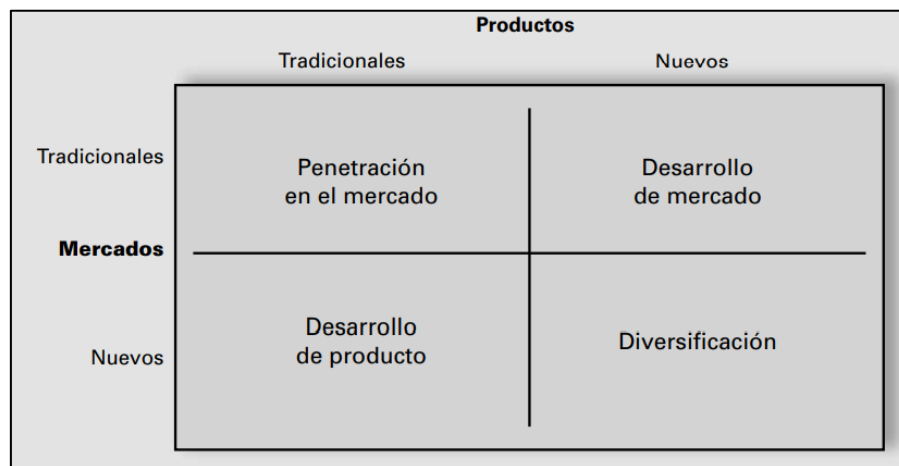 Productos
Tradicionales
Nuevos
Tradicionales
Penetración
en el mercado
Desarrollo
de mercado
Mercados
Nuevos
Desarrollo
de producto
Diversificación